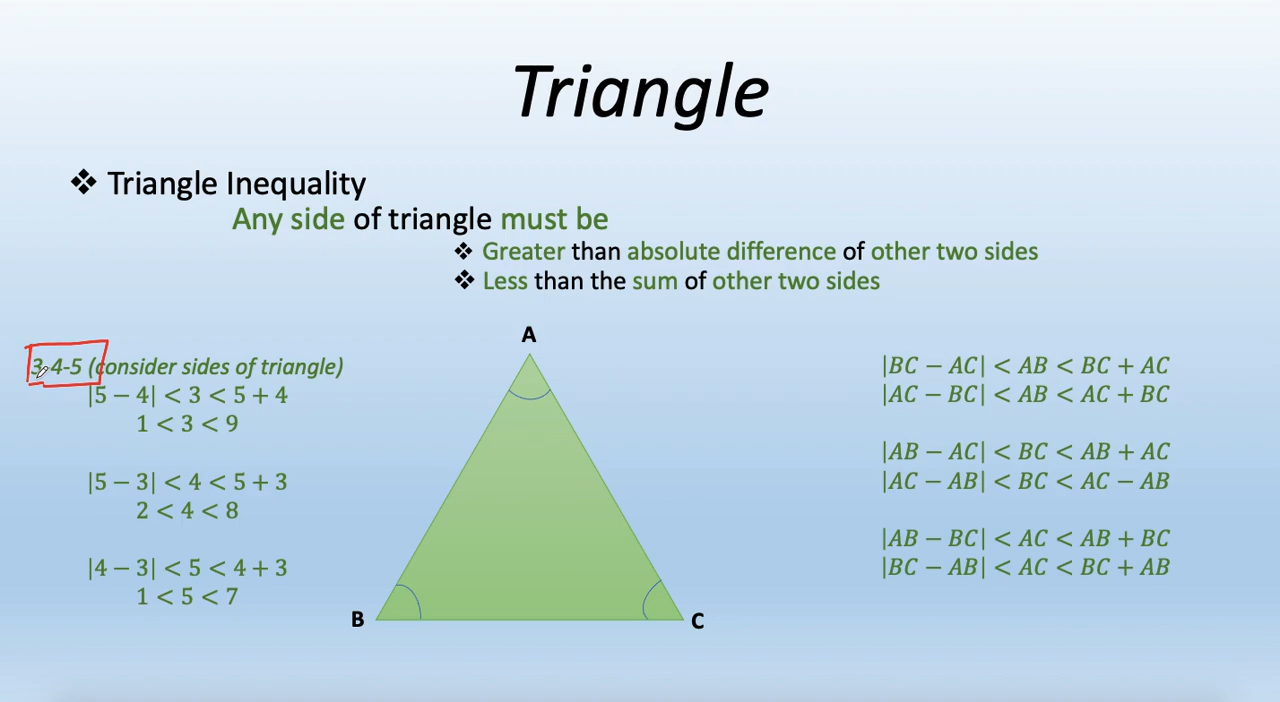 Triangle
❖ Triangle Inequality
Any side of triangle must be
❖ Greater than absolute difference of other two sides
❖ Less than the sum of other two sides
3-4-5 (consider sides of triangle)
|5 − 4| < 3 < 5 + 4
1 < 3 < 9
|5 − 3| < 4 < 5 + 3
2 < 4 < 8
|4 − 3| < 5 < 4 + 3
1 < 5 < 7
A
B
C
|BC − AC| < AB < BC + AC
|AC − BC| < AB < AC + BC
|AB − AC| < BC < AB + AC
|AC − AB| < BC < AC − AB
|AB − BC| < AC < AB + BC
|BC − AB| < AC < BC + AB